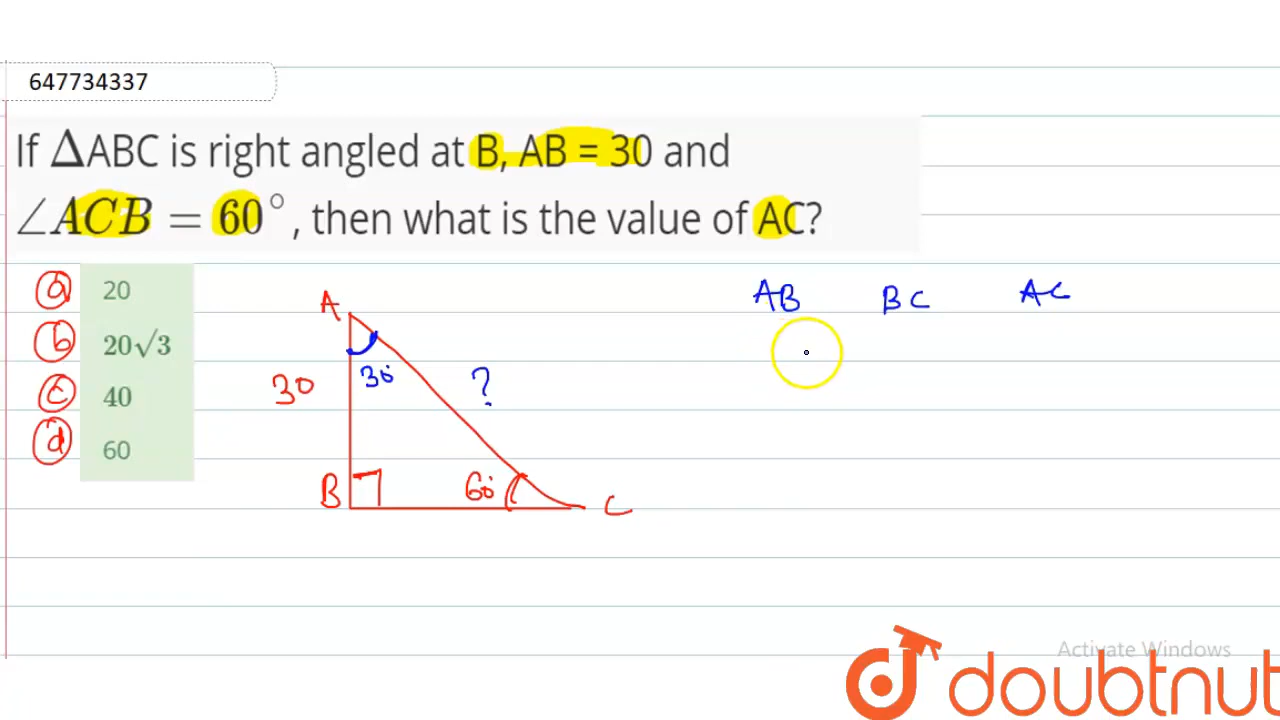 647734337
If ΔABC is right angled at B, AB = 30 and
∠ACB = 60°, then what is the value of AC?
a 20
b 20√3
c 40
d 60
A
30
30°
?
B
60°
C
AB BC AC
Activate Windows
doubtnut